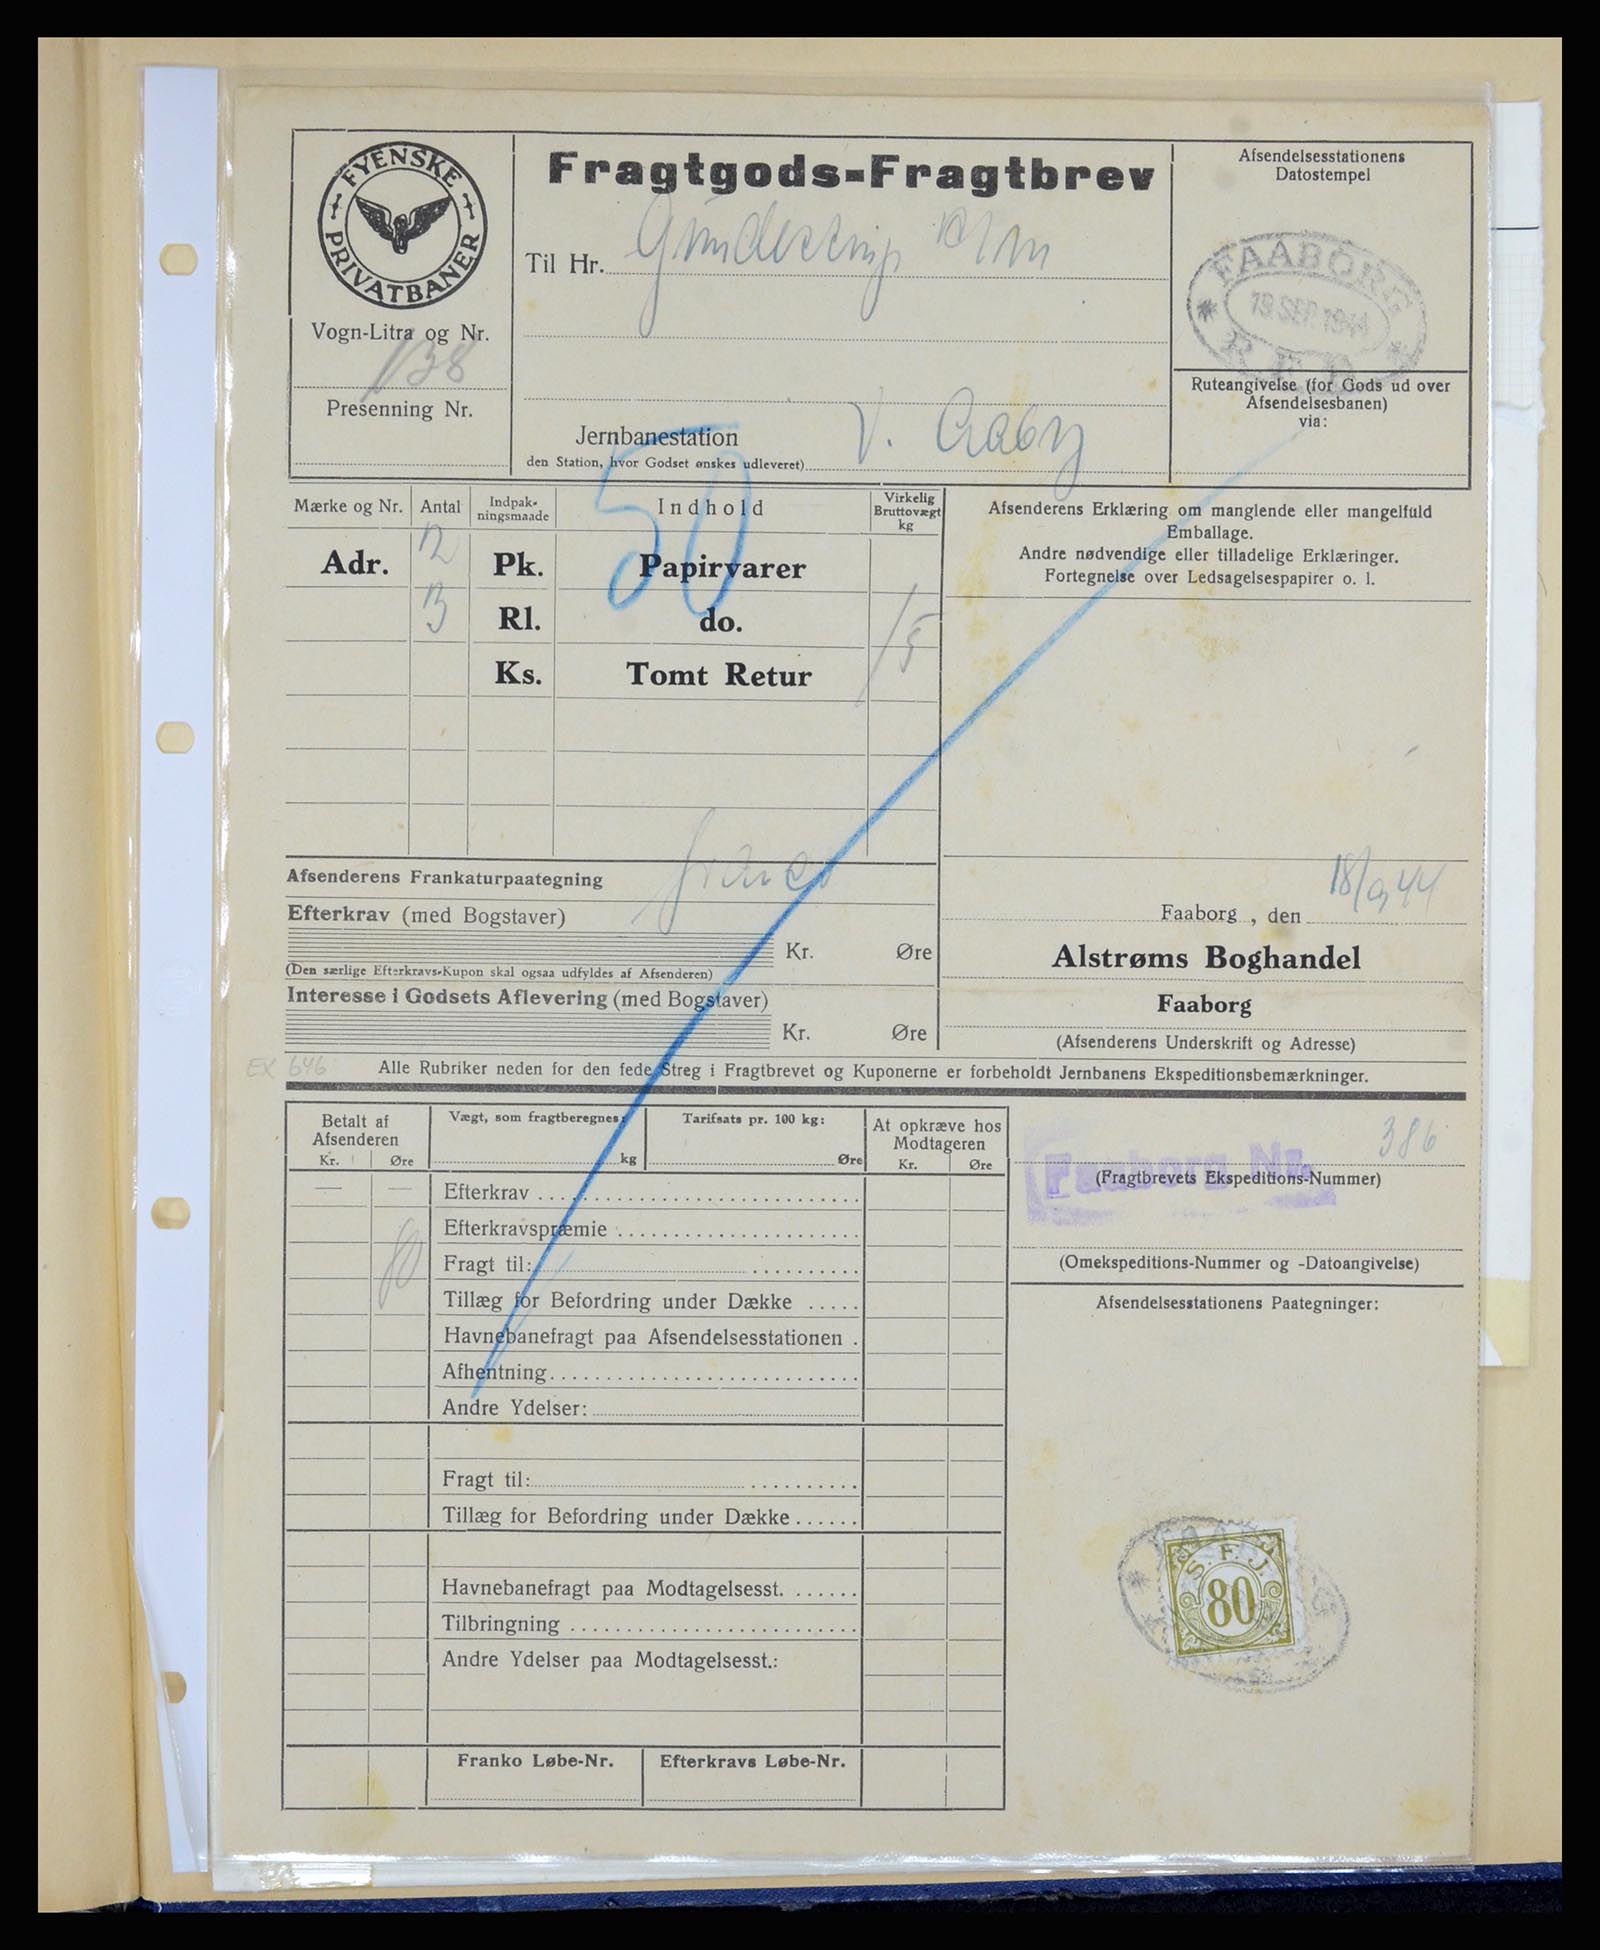 FYENSKE
PRIVATBANER
Vogn-Litra og Nr.
138
Presenning Nr.
Fragtgods-Fragtbrev
Til Hr.
Jernbanestation
V. Aaby
den Station, hvor Godset ønskes udleveret)
Afsendelsesstationens
Datostempel
FAABORG
19 SEP. 1944
Ruteangivelse (for Gods ud over
Afsendelsesbanen)
via:
50
Mærke og Nr. Antal Indpak-ningsmaade Indhold Virkelig Bruttovægt kg
Adr. 12 Pk. Papirvarer
Rl. do. 15
Ks. Tomt Retur
Afsenderens Erklæring om manglende eller mangelfuld
Emballage.
Andre nødvendige eller tilladelige Erklæringer.
Fortegnelse over Ledsagelsespapirer o. l.
Afsenderens Frankaturpaategning franco
Efterkrav (med Bogstaver)
Kr. Øre
(Den særlige Efterkravs-Kupon skal ogsaa udfyldes af Afsenderen)
Interesse i Godsets Aflevering (med Bogstaver)
Kr. Øre
Faaborg , den 18/9 44
Alstrøms Boghandel
Faaborg
(Afsenderens Underskrift og Adresse)
EX 646
Alle Rubriker neden for den fede Streg i Fragtbrevet og Kuponerne er forbeholdt Jernbanens Ekspeditionsbemærkninger.
Betalt af
Afsenderen
Kr. Øre
Vægt, som fragtberegnes:
kg
Tarifsats pr. 100 kg:
Øre
At opkræve hos
Modtageren
Kr. Øre
Efterkrav
Efterkravspræmie
80
Fragt til:
Tillæg for Befordring under Dække
Havnebanefragt paa Afsendelsesstationen
Afhentning
Andre Ydelser:
Fragt til:
Tillæg for Befordring under Dække
Havnebanefragt paa Modtagelsesst.
Tilbringning
Andre Ydelser paa Modtagelsesst.:
Franko Løbe-Nr. Efterkravs Løbe-Nr.
386
Faaborg Nr.
(Fragtbrevets Ekspeditions-Nummer)
(Omekspeditions-Nummer og -Datoangivelse)
Afsendelsesstationens Paategninger:
S. F. J.
80